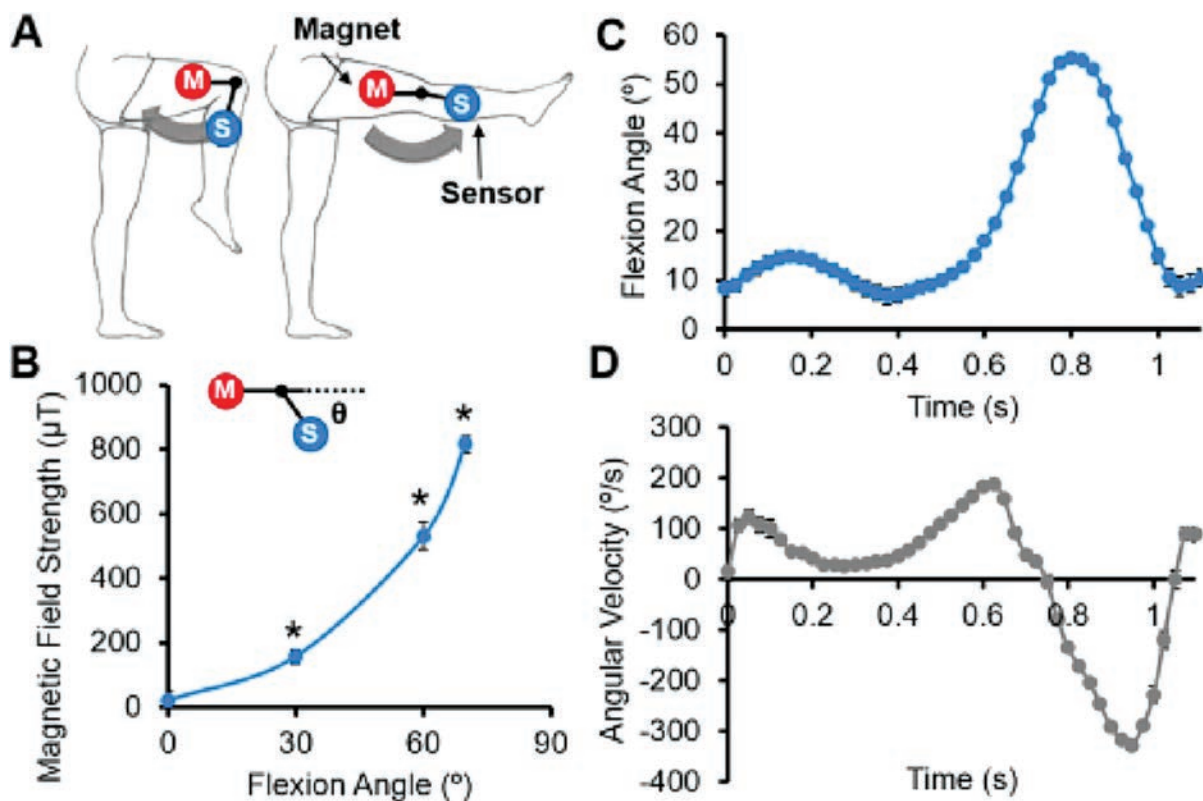 A
Magnet
M
S
M
S
Sensor
B
Magnetic Field Strength (µT)
1000
800
600
400
200
0
M
S
θ
*
*
*
0 30 60 90
Flexion Angle (º)
C
Flexion Angle (º)
60
50
40
30
20
10
0
0 0.2 0.4 0.6 0.8 1
Time (s)
D
Angular Velocity (º/s)
300
200
100
0
-100
-200
-300
-400
0 0.2 0.4 0.6 0.8 1
Time (s)